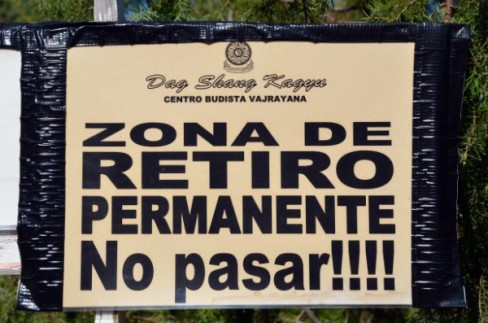 Dag Shang Kagyu
CENTRO BUDISTA VAJRAYANA
ZONA DE
RETIRO
PERMANENTE
No pasar!!!!